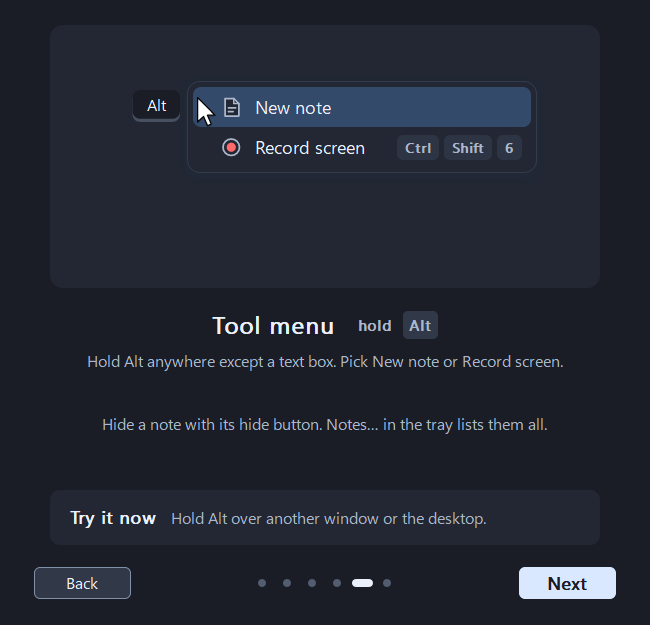 Alt
New note
Record screen Ctrl Shift 6
Tool menu hold Alt
Hold Alt anywhere except a text box. Pick New note or Record screen.
Hide a note with its hide button. Notes... in the tray lists them all.
Try it now Hold Alt over another window or the desktop.
Back Next